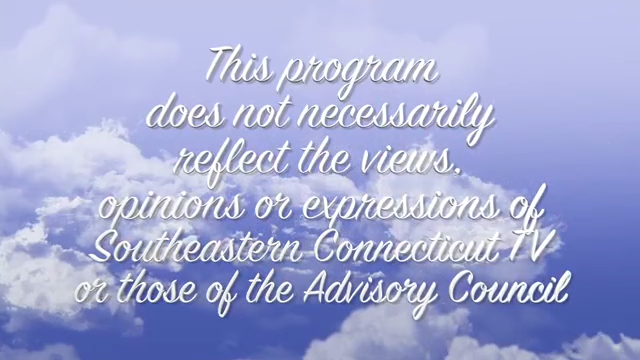 This program
does not necessarily
reflect the views,
opinions or expressions of
Southeastern Connecticut TV
or those of the Advisory Council